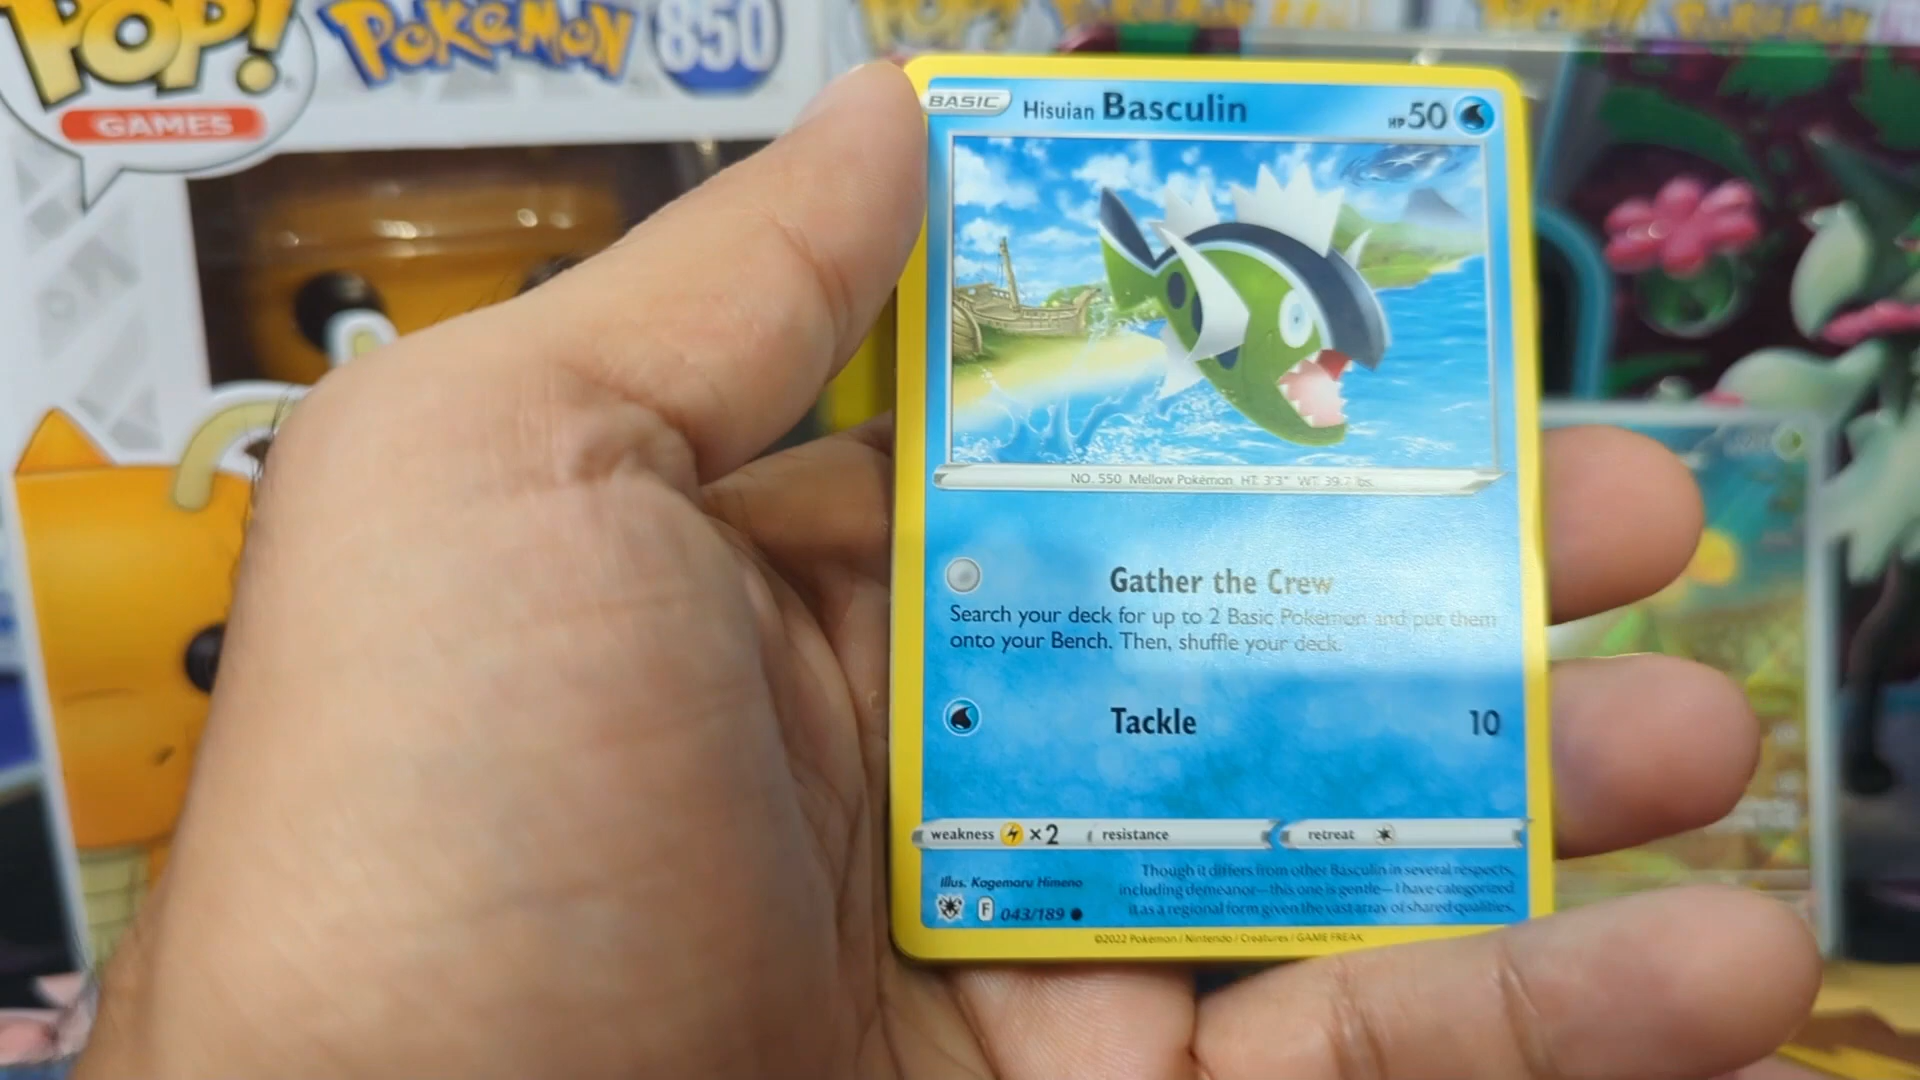 POP!
GAMES
POKéMON
850
BASIC
Hisuian Basculin
HP 50
NO. 550 Mellow Pokémon HT: 3'3" WT: 39.7 lbs.
Gather the Crew
Search your deck for up to 2 Basic Pokémon and put them
onto your Bench. Then, shuffle your deck.
Tackle 10
weakness ×2 resistance retreat
Illus. Kagemaru Himeno
Though it differs from other Basculin in several respects,
including demeanor—this one is gentle—I have categorized
it as a regional form given the vast array of shared qualities.
F 043/189
©2022 Pokémon / Nintendo / Creatures / GAME FREAK